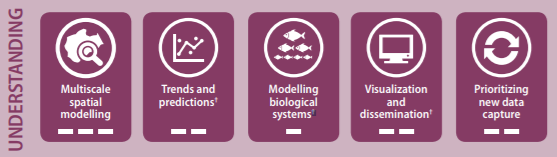 UNDERSTANDING
Multiscale
spatial
modelling
Trends and
predictions†
Modelling
biological
systems
Visualization
and
dissemination†
Prioritizing
new data
capture